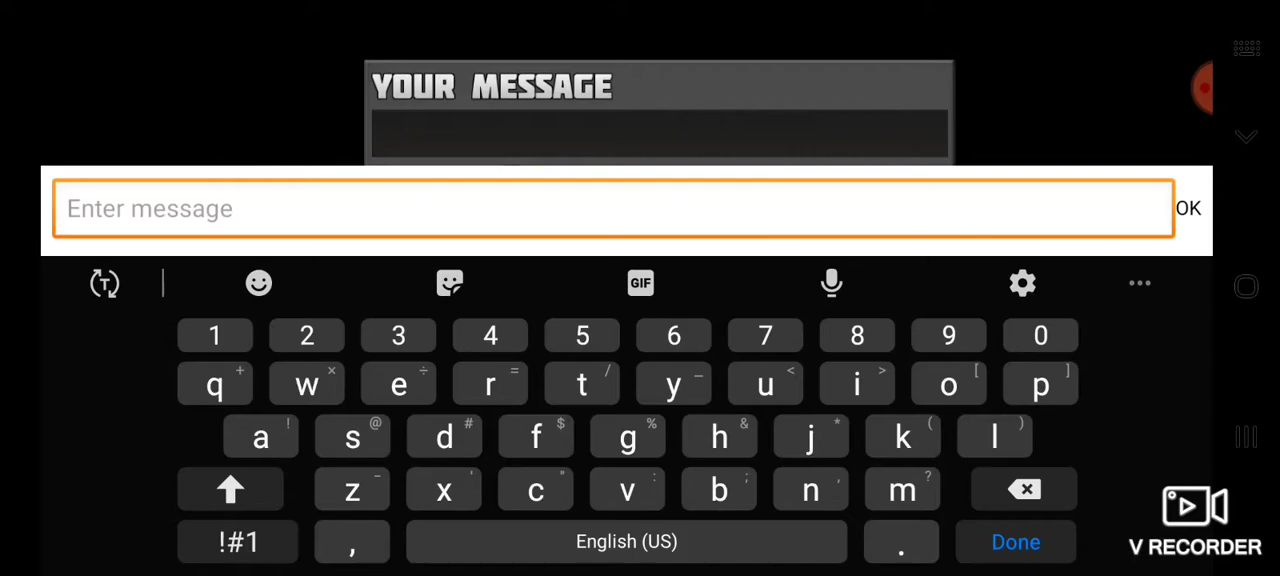 YOUR MESSAGE
Enter message
OK
T
GIF
1 2 3 4 5 6 7 8 9 0
q + w × e ÷ r = t / y _ u < i > o [ p ]
a ! s @ d # f $ g % h & j * k ( l )
z - x ' c " v : b ; n , m ?
!#1 , English (US) . Done
V RECORDER